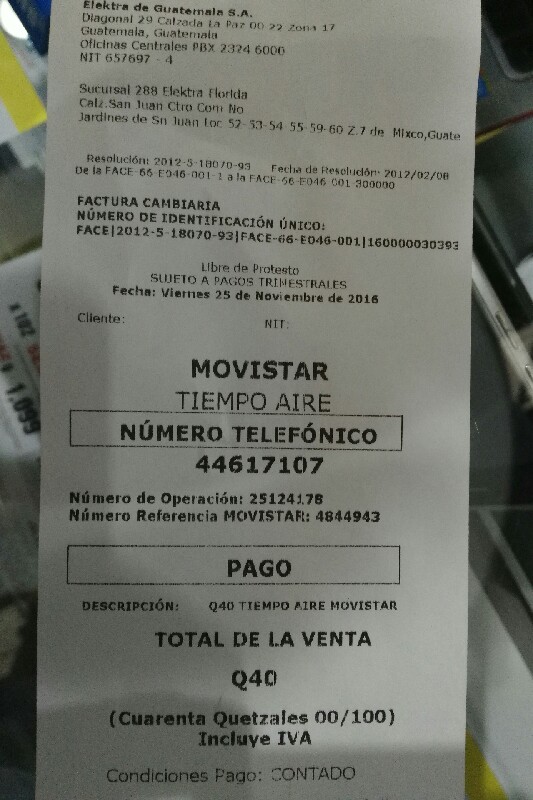 Elektra de Guatemala S.A.
Diagonal 29 Calzada La Paz 00 22 Zona 17
Guatemala, Guatemala
Oficinas Centrales PBX 2324 6000
NIT 657697 - 4
Sucursal 288 Elektra Florida
Calz.San Juan Ctro Com No
Jardines de Sn Juan Loc 52-53-54-55-59-60 Z.7 de Mixco,Guate
Resolución: 2012-5-18070-93 Fecha de Resolución: 2012/02/08
De la FACE-66-E046-001-1 a la FACE-66-E046 001-300000
FACTURA CAMBIARIA
NÚMERO DE IDENTIFICACIÓN ÚNICO:
FACE|2012-5-18070-93|FACE-66-E046-001|160000030393
Libre de Protesto
SUJETO A PAGOS TRIMESTRALES
Fecha: Viernes 25 de Noviembre de 2016
Cliente: NIT:
MOVISTAR
TIEMPO AIRE
NÚMERO TELEFÓNICO
44617107
Número de Operación: 25124178
Número Referencia MOVISTAR: 4844943
PAGO
DESCRIPCIÓN: Q40 TIEMPO AIRE MOVISTAR
TOTAL DE LA VENTA
Q40
(Cuarenta Quetzales 00/100)
Incluye IVA
Condiciones Pago: CONTADO
x 102
1,099